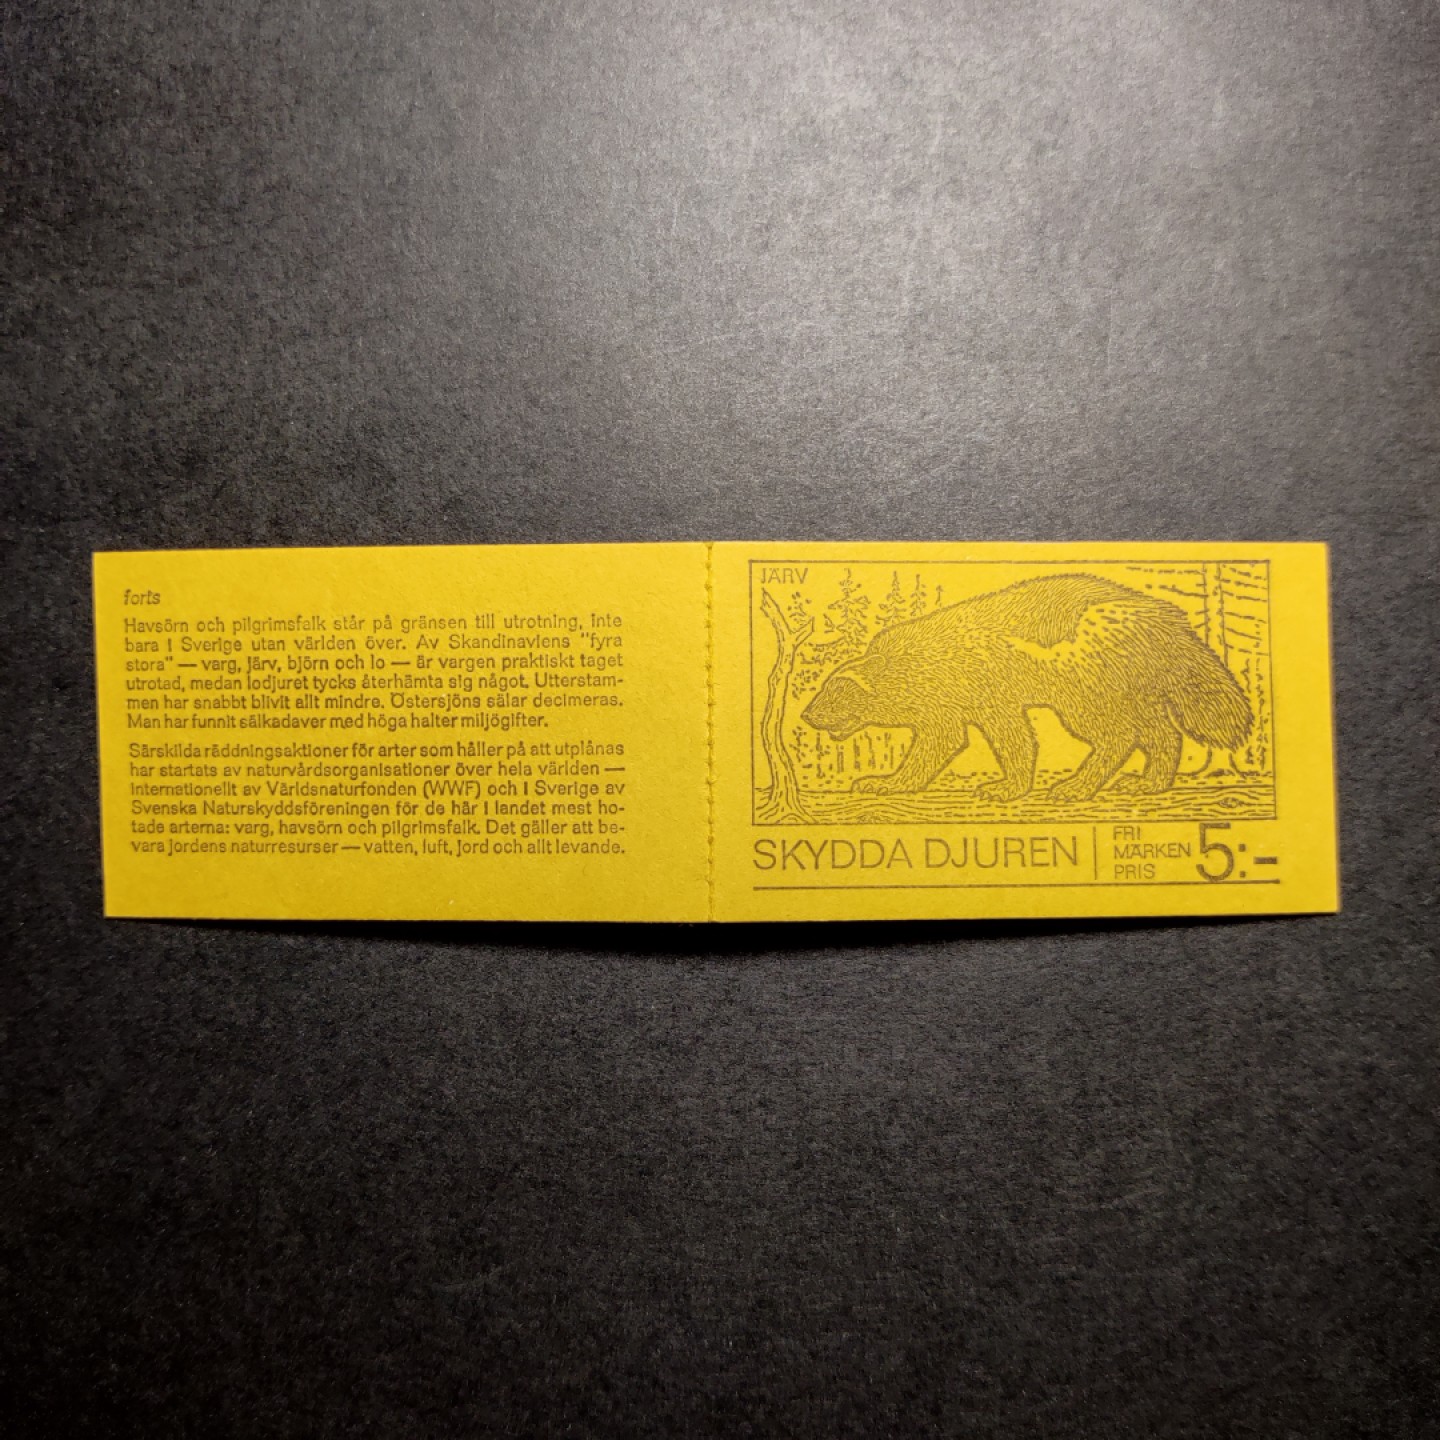 forts
Havsörn och pilgrimsfalk står på gränsen till utrotning, inte
bara i Sverige utan världen över. Av Skandinaviens "fyra
stora" — varg, järv, björn och lo — är vargen praktiskt taget
utrotad, medan lodjuret tycks återhämta sig något. Utterstam-
men har snabbt blivit allt mindre. Östersjöns sälar decimeras.
Man har funnit sälkadaver med höga halter miljögifter.
Särskilda räddningsaktioner för arter som håller på att utplånas
har startats av naturvårdsorganisationer över hela världen —
internationellt av Världsnaturfonden (WWF) och i Sverige av
Svenska Naturskyddsföreningen för de här i landet mest ho-
tade arterna: varg, havsörn och pilgrimsfalk. Det gäller att be-
vara jordens naturresurser — vatten, luft, jord och allt levande.
JÄRV
SKYDDA DJUREN
FRI
MÄRKEN
PRIS
5:-